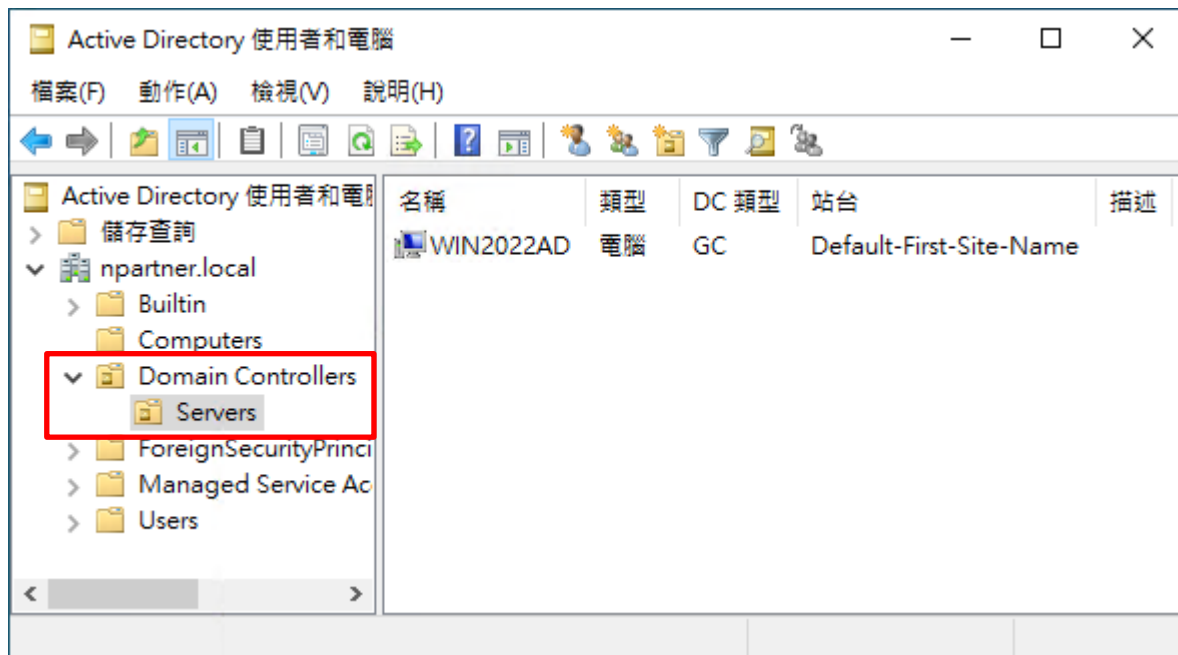 Active Directory 使用者和電腦
檔案(F) 動作(A) 檢視(V) 說明(H)
Active Directory 使用者和電腦
儲存查詢
npartner.local
Builtin
Computers
Domain Controllers
Servers
ForeignSecurityPrinci
Managed Service Ac
Users
名稱 類型 DC 類型 站台 描述
WIN2022AD 電腦 GC Default-First-Site-Name